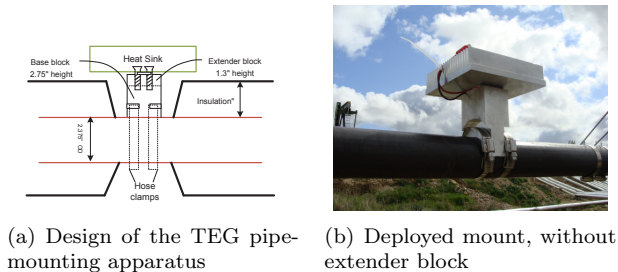 Heat Sink
Base block
2.75" height
Extender block
1.3" height
Insulation"
2.375" OD
Hose
clamps
(a) Design of the TEG pipe-
mounting apparatus
(b) Deployed mount, without
extender block